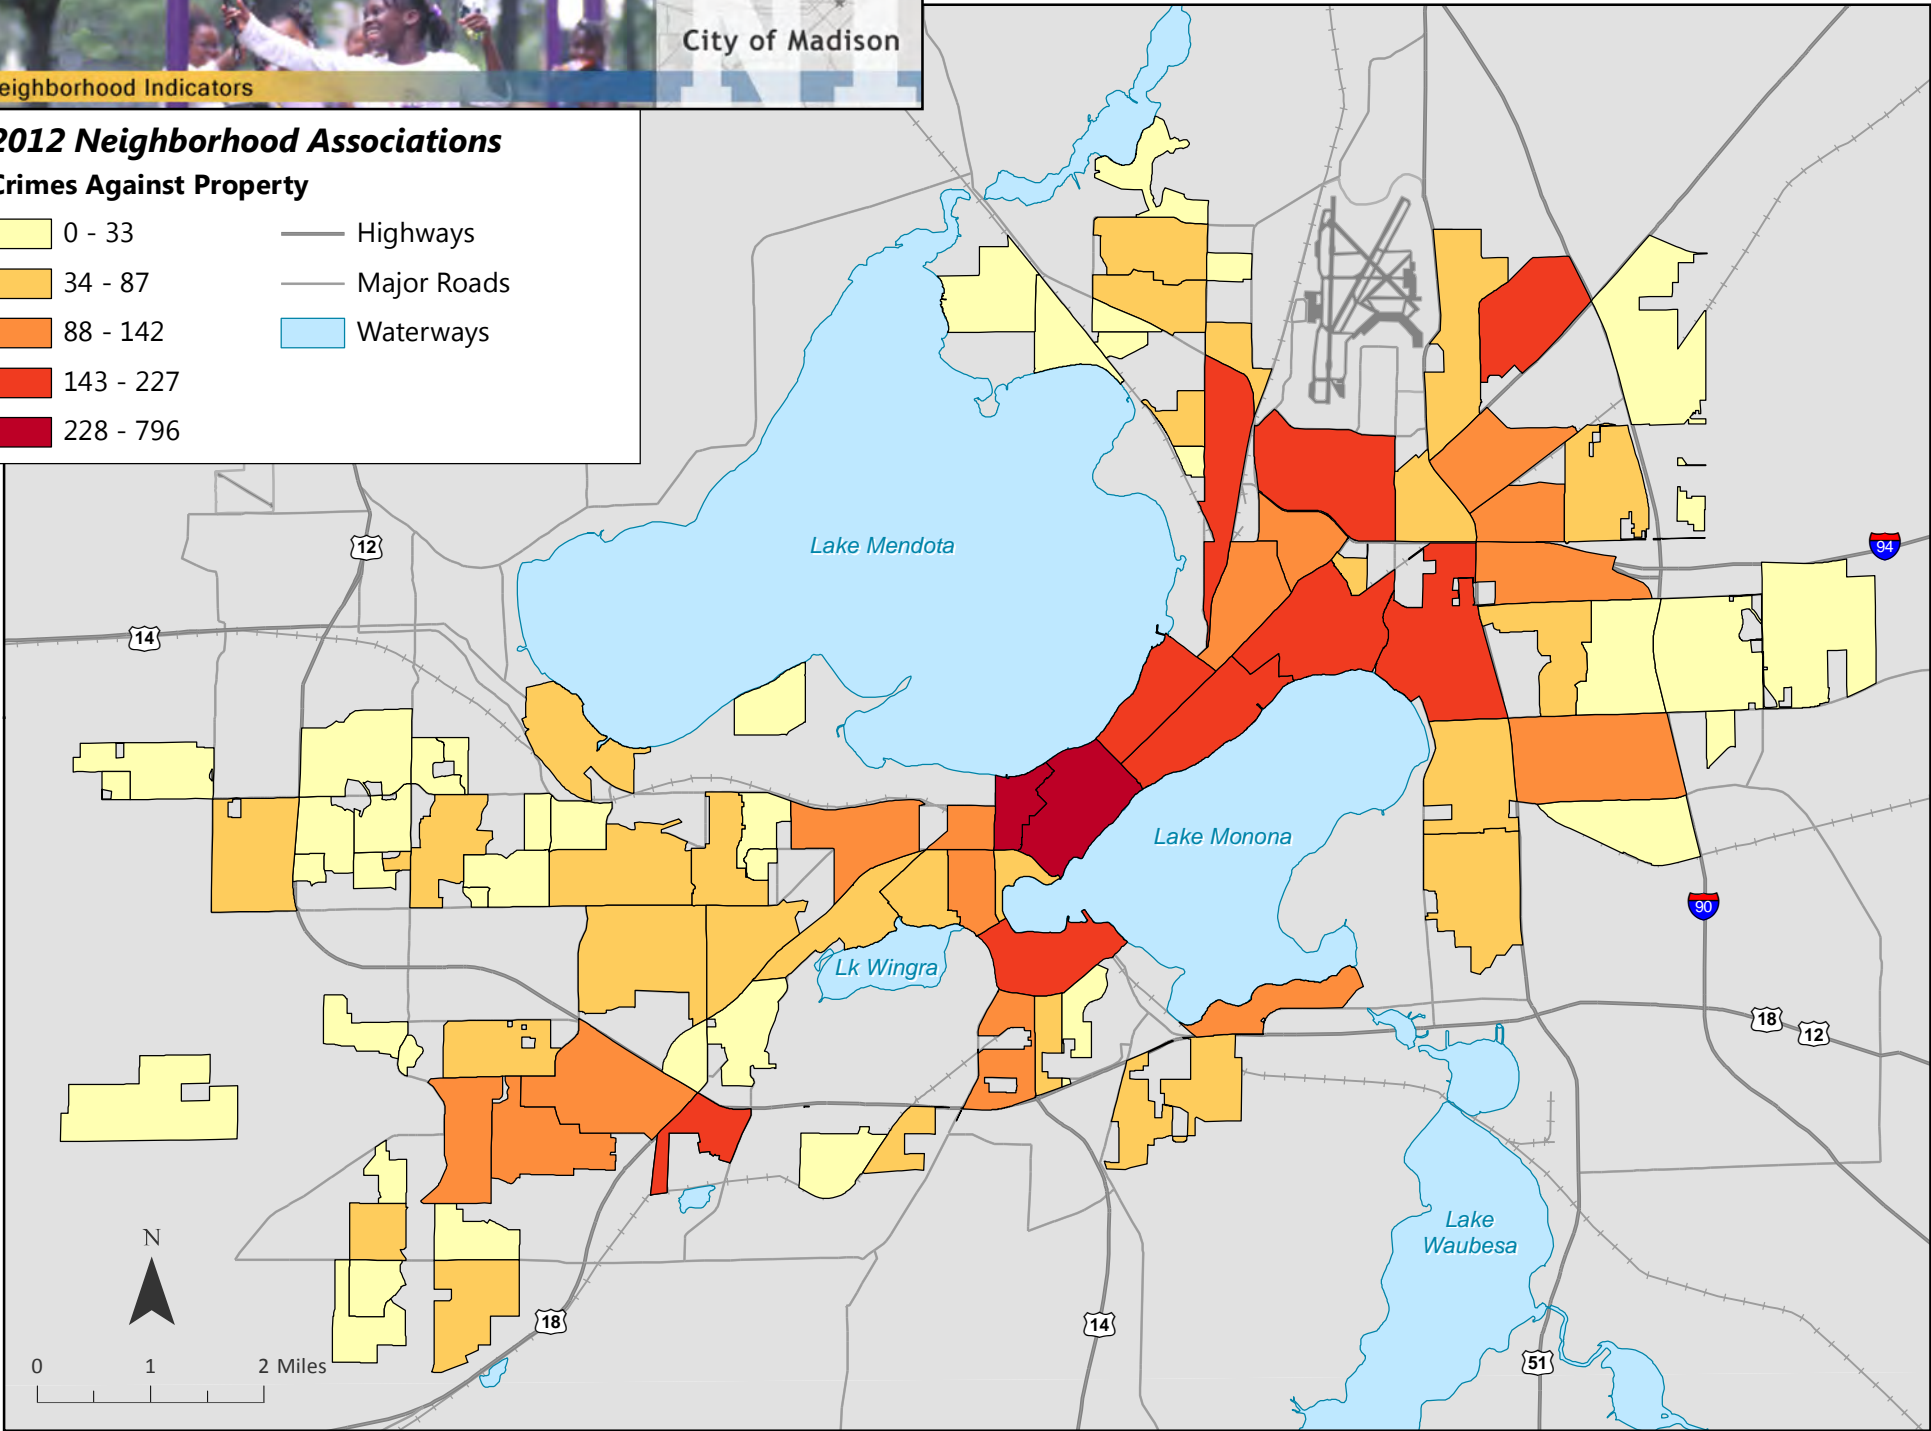 City of Madison
eighborhood Indicators
NI
2012 Neighborhood Associations
Crimes Against Property
0 - 33
34 - 87
88 - 142
143 - 227
228 - 796
Highways
Major Roads
Waterways
12
94
Lake Mendota
14
Lake Monona
90
Lk Wingra
18
12
Lake
Waubesa
N
18
14
51
0 1 2 Miles